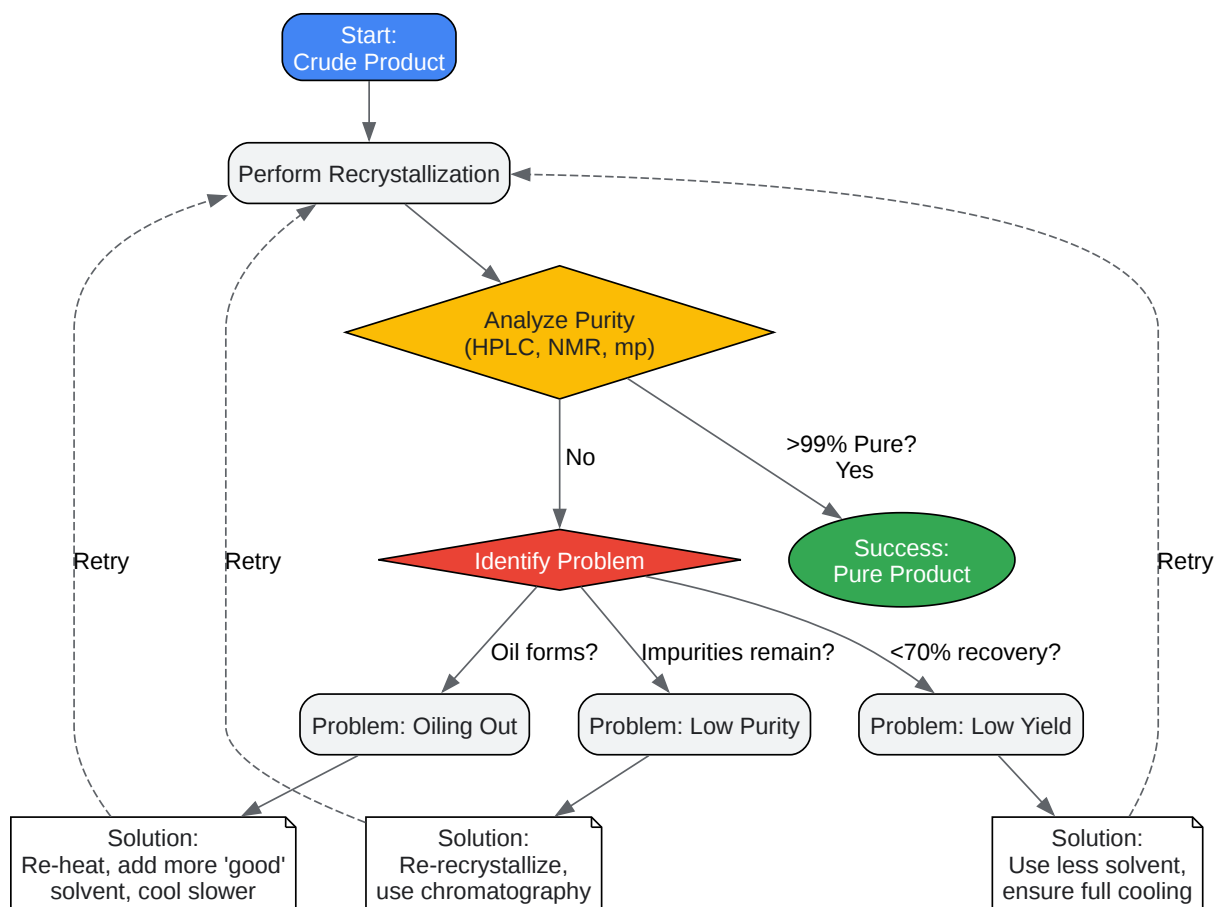 Start:
Crude Product
Perform Recrystallization
Analyze Purity
(HPLC, NMR, mp)
No
>99% Pure?
Yes
Retry
Retry
Identify Problem
Success:
Pure Product
Retry
Oil forms?
Impurities remain?
<70% recovery?
Problem: Oiling Out
Problem: Low Purity
Problem: Low Yield
Solution:
Re-heat, add more 'good'
solvent, cool slower
Solution:
Re-recrystallize,
use chromatography
Solution:
Use less solvent,
ensure full cooling